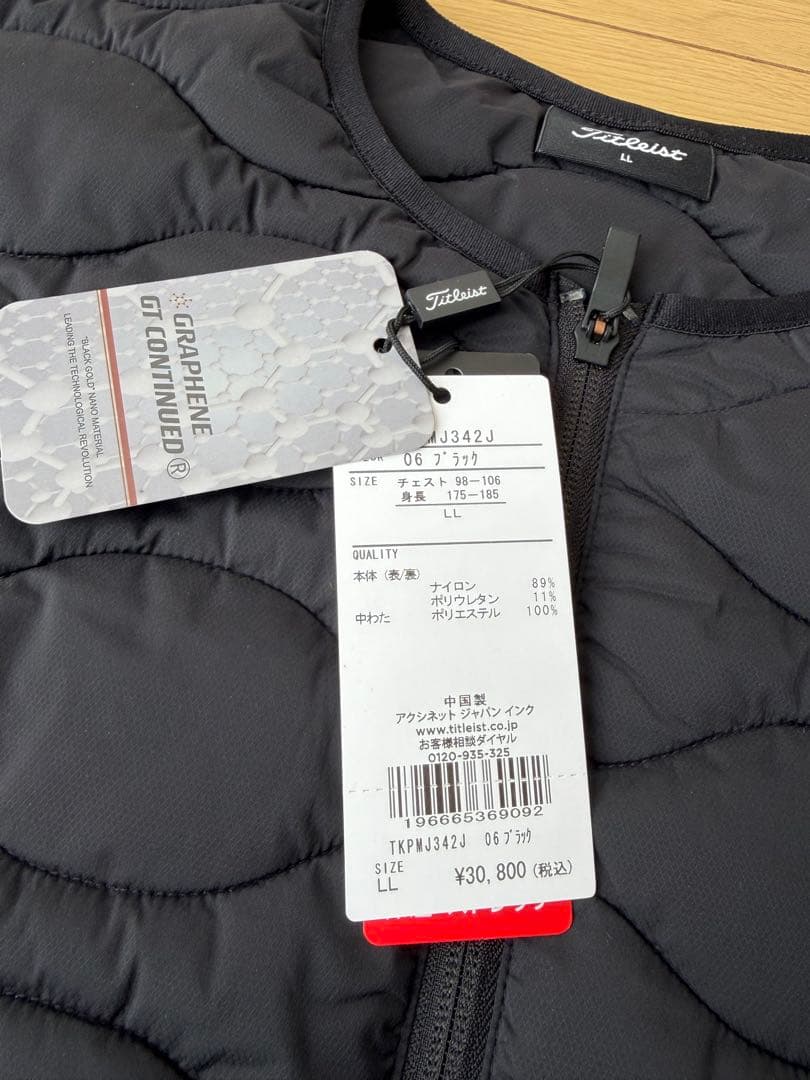 Titleist
LL
Titleist
GRAPHENE
GT CONTINUED®
"BLACK GOLD" NANO MATERIAL
LEADING THE TECHNOLOGICAL REVOLUTION
PMJ342J
06 ブラック
SIZE チェスト 98-106
身長 175-185
LL
QUALITY
本体 (表/裏)
ナイロン 89%
ポリウレタン 11%
中わた ポリエステル 100%
中国製
アクシネット ジャパン インク
www.titleist.co.jp
お客様相談ダイヤル
0120-935-325
196665369092
TKPMJ342J 06 ブラック
SIZE
LL ¥30,800 (税込)